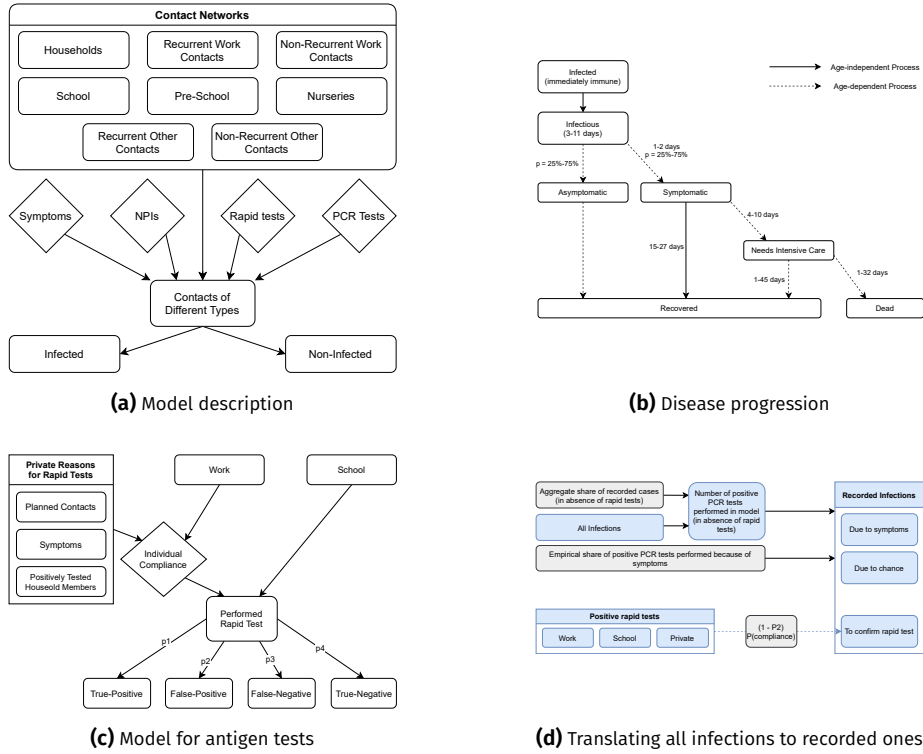 Contact Networks
Households
Recurrent Work
Contacts
Non-Recurrent Work
Contacts
School
Pre-School
Nurseries
Recurrent Other
Contacts
Non-Recurrent Other
Contacts
Symptoms
NPIs
Rapid tests
PCR Tests
Contacts of
Different Types
Infected
Non-Infected
(a) Model description
Infected
(immediately immune)
Age-independent Process
Age-dependent Process
Infectious
(3-11 days)
p = 25%-75%
1-2 days
p = 25%-75%
Asymptomatic
Symptomatic
4-10 days
15-27 days
Needs Intensive Care
1-45 days
1-32 days
Recovered
Dead
(b) Disease progression
Private Reasons
for Rapid Tests
Planned Contacts
Symptoms
Positively Tested
Houseold Members
Work
School
Individual
Compliance
Performed
Rapid Test
p1
p2
p3
p4
True-Positive
False-Positive
False-Negative
True-Negative
(c) Model for antigen tests
Aggregate share of recorded cases
(in absence of rapid tests)
All Infections
Number of positive
PCR tests
performed in model
(in absence of rapid
tests)
Empirical share of positive PCR tests performed because of
symptoms
Recorded Infections
Due to symptoms
Due to chance
To confirm rapid test
Positive rapid tests
Work
School
Private
(1 - P2)
P(compliance)
(d) Translating all infections to recorded ones